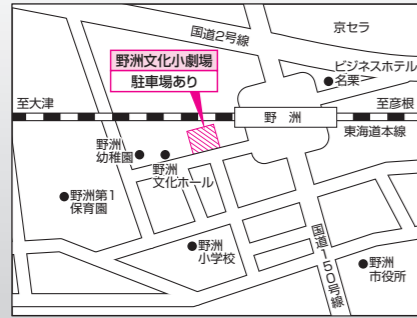 国道2号線
京セラ
野洲文化小劇場
駐車場あり
ビジネスホテル
名栗
至大津
野洲
至彦根
東海道本線
野洲
幼稚園
野洲
文化ホール
野洲第1
保育園
野洲
小学校
国道150号線
野洲
市役所